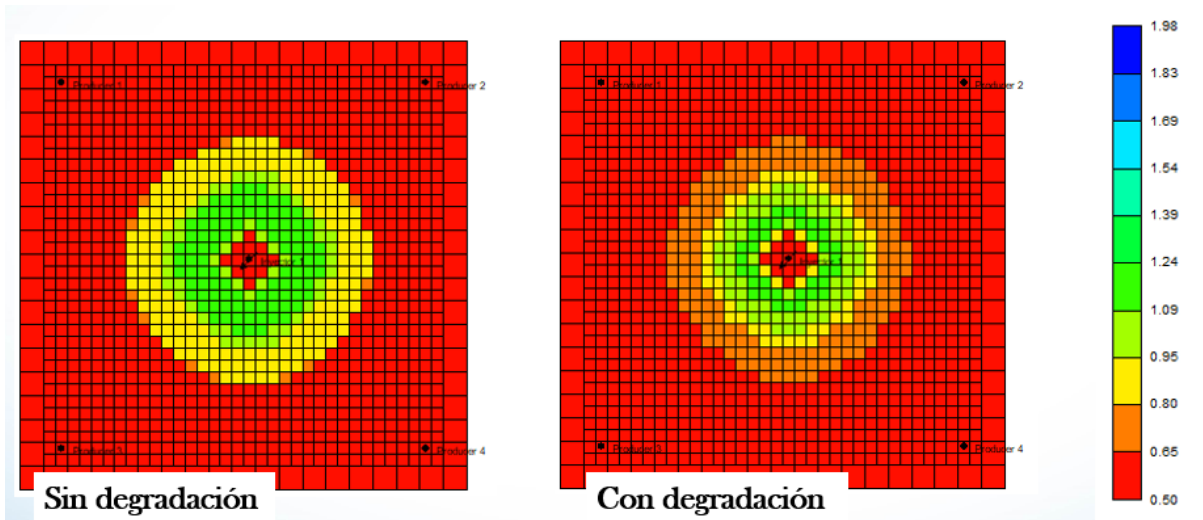 Producer 1
Producer 2
Injector 1
Producer 3
Producer 4
Sin degradación
Producer 1
Producer 2
Injector 1
Producer 3
Producer 4
Con degradación
1.98
1.83
1.69
1.54
1.39
1.24
1.09
0.95
0.80
0.65
0.50